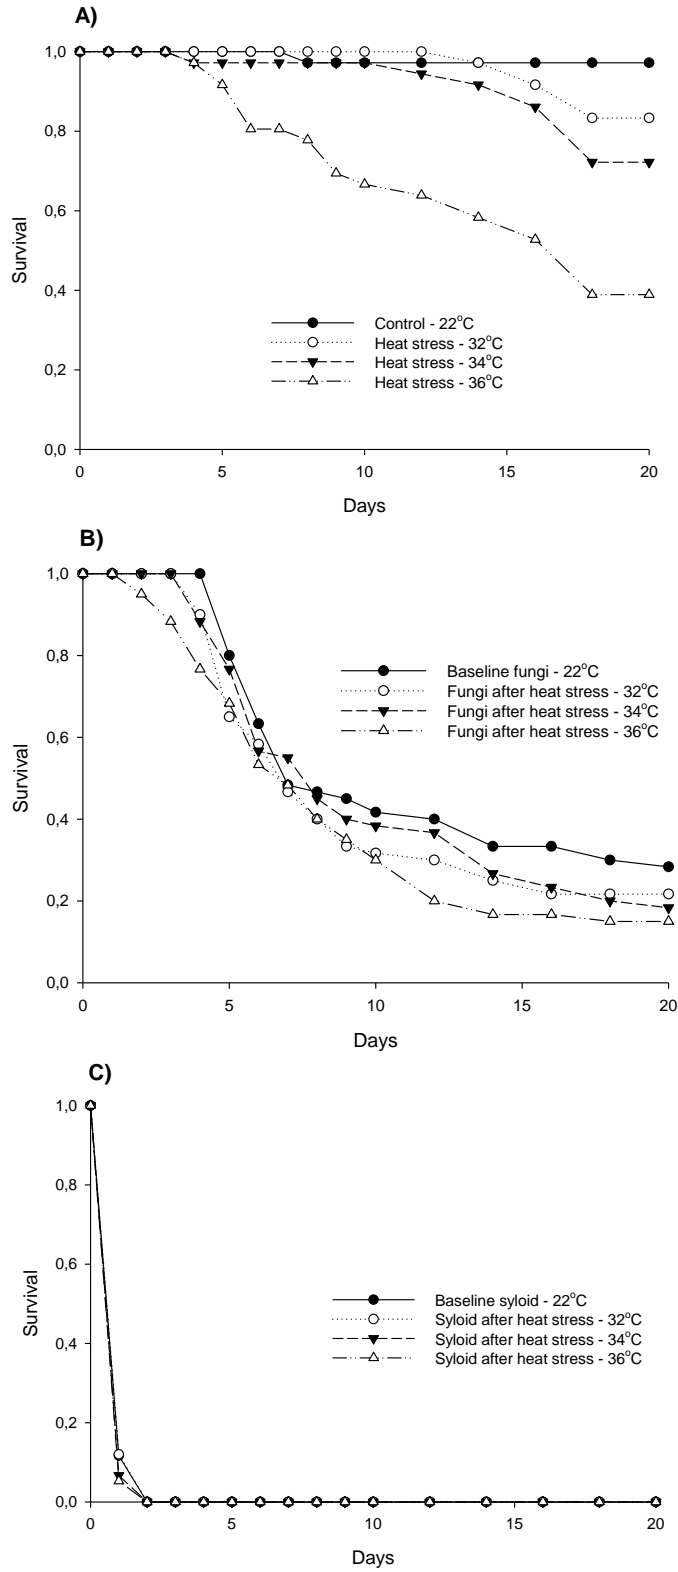 A)
1,0
0,8
0,6
0,4
0,2
0,0
Survival
Control - 22°C
Heat stress - 32°C
Heat stress - 34°C
Heat stress - 36°C
0 5 10 15 20
Days
B)
1,0
0,8
0,6
0,4
0,2
0,0
Survival
Baseline fungi - 22°C
Fungi after heat stress - 32°C
Fungi after heat stress - 34°C
Fungi after heat stress - 36°C
0 5 10 15 20
Days
C)
1,0
0,8
0,6
0,4
0,2
0,0
Survival
Baseline syloid - 22°C
Syloid after heat stress - 32°C
Syloid after heat stress - 34°C
Syloid after heat stress - 36°C
0 5 10 15 20
Days